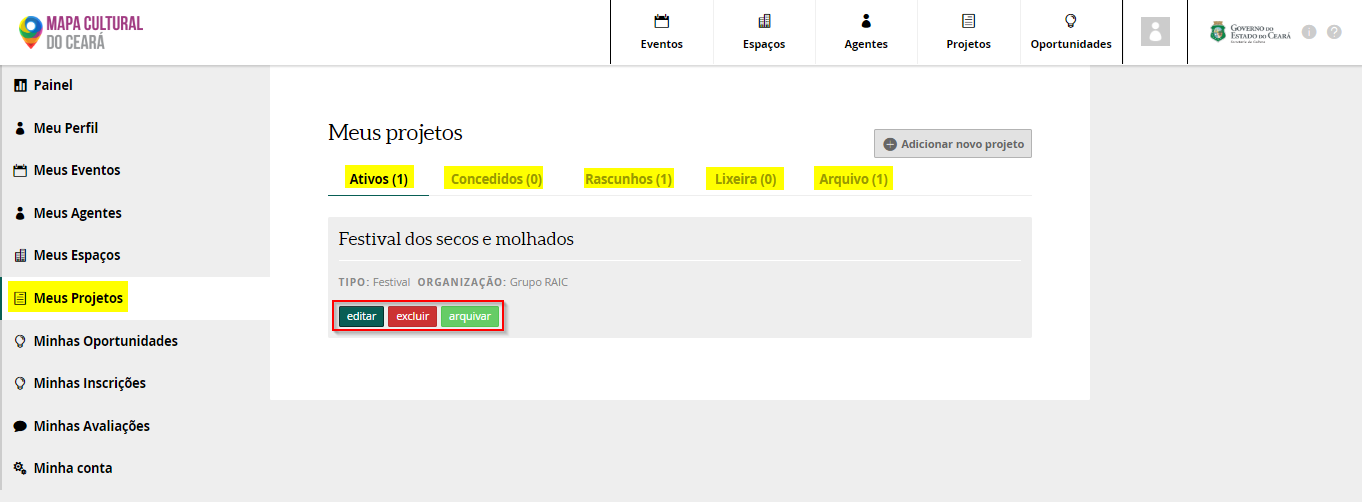 MAPA CULTURAL
DO CEARÁ
Eventos
Espaços
Agentes
Projetos
Oportunidades
GOVERNO DO
ESTADO DO CEARÁ
Secretaria da Cultura
Painel
Meu Perfil
Meus Eventos
Meus Agentes
Meus Espaços
Meus Projetos
Minhas Oportunidades
Minhas Inscrições
Minhas Avaliações
Minha conta
Meus projetos
Adicionar novo projeto
Ativos (1)
Concedidos (0)
Rascunhos (1)
Lixeira (0)
Arquivo (1)
Festival dos secos e molhados
TIPO: Festival ORGANIZAÇÃO: Grupo RAIC
editar
excluir
arquivar